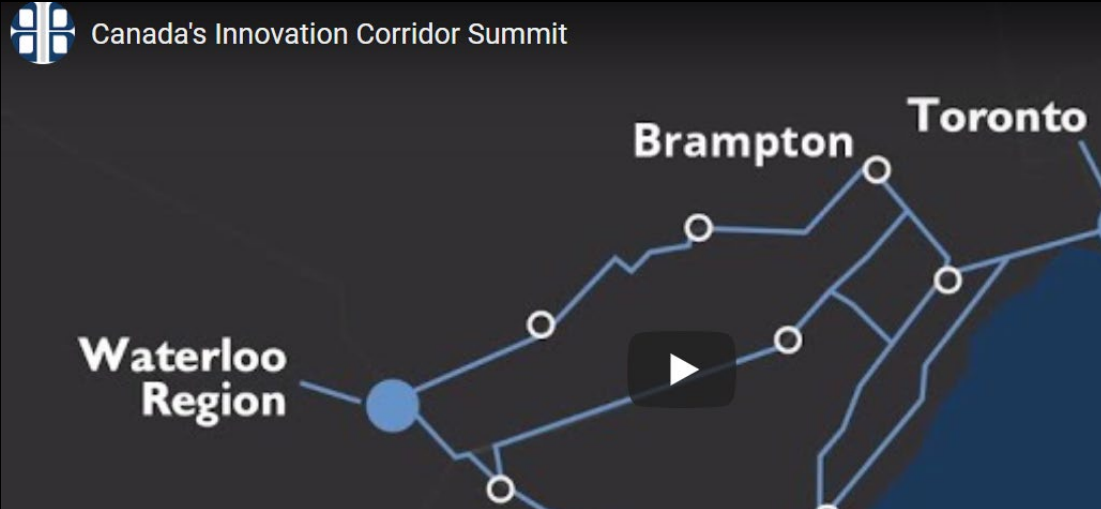 Canada's Innovation Corridor Summit
Toronto
Brampton
Waterloo
Region